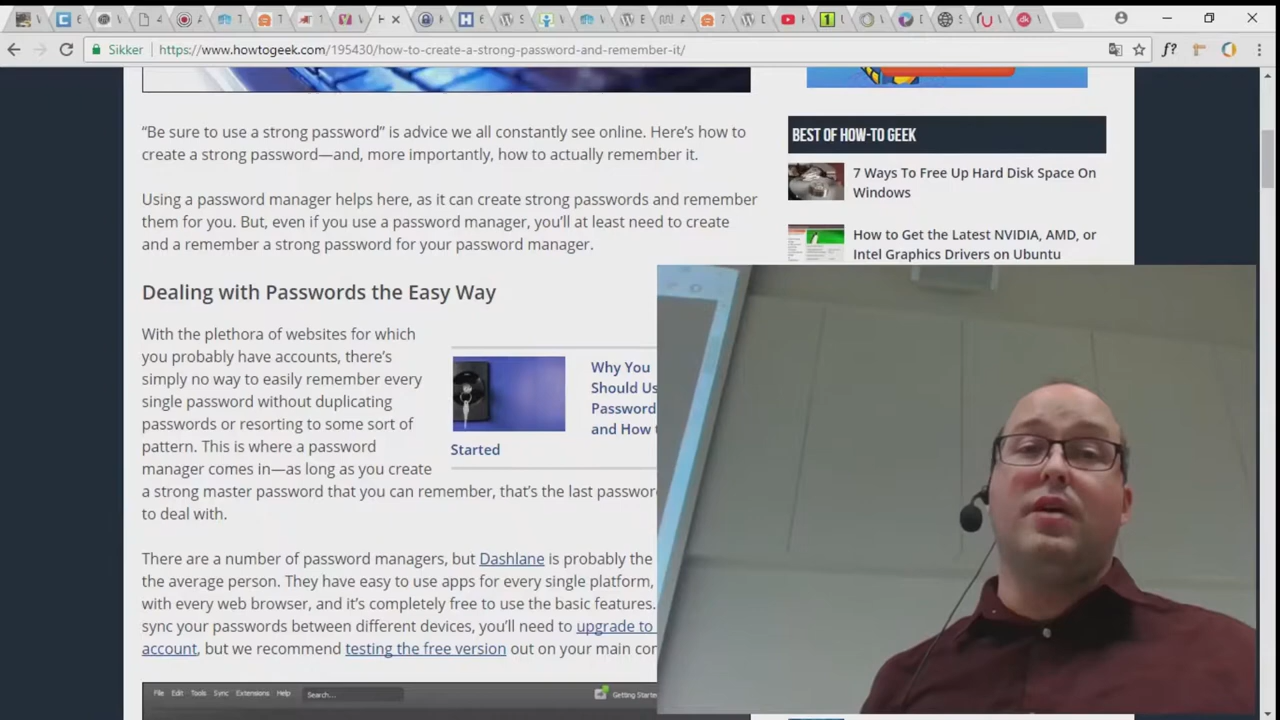 Sikker
https://www.howtogeek.com/195430/how-to-create-a-strong-password-and-remember-it/
“Be sure to use a strong password” is advice we all constantly see online. Here’s how to
create a strong password—and, more importantly, how to actually remember it.
Using a password manager helps here, as it can create strong passwords and remember
them for you. But, even if you use a password manager, you’ll at least need to create
and a remember a strong password for your password manager.
Dealing with Passwords the Easy Way
With the plethora of websites for which
you probably have accounts, there’s
simply no way to easily remember every
single password without duplicating
passwords or resorting to some sort of
pattern. This is where a password
manager comes in—as long as you create
a strong master password that you can remember, that’s the last passwor
to deal with.
Why You
Should Us
Password
and How t
Started
There are a number of password managers, but Dashlane is probably the
the average person. They have easy to use apps for every single platform,
with every web browser, and it’s completely free to use the basic features.
sync your passwords between different devices, you’ll need to upgrade to
account, but we recommend testing the free version out on your main com
File Edit Tools Sync Extensions Help
Search...
Getting Starte
BEST OF HOW-TO GEEK
7 Ways To Free Up Hard Disk Space On
Windows
How to Get the Latest NVIDIA, AMD, or
Intel Graphics Drivers on Ubuntu